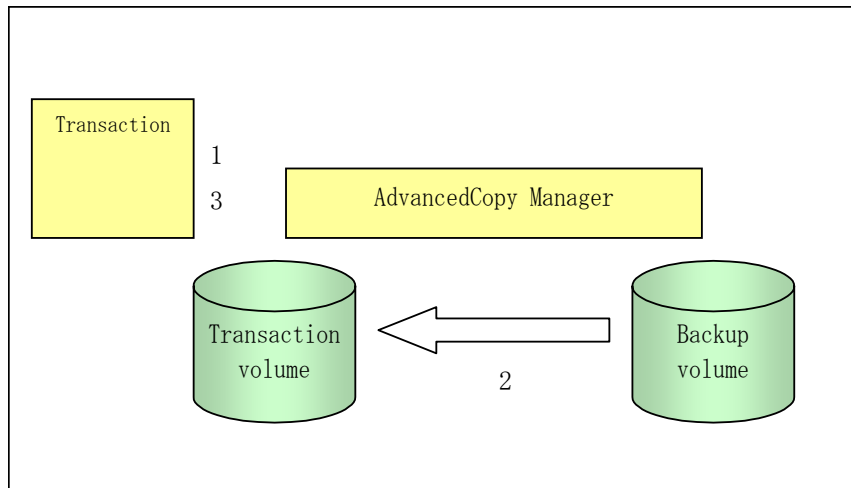 Transaction
1
3
AdvancedCopy Manager
Transaction
volume
Backup
volume
2